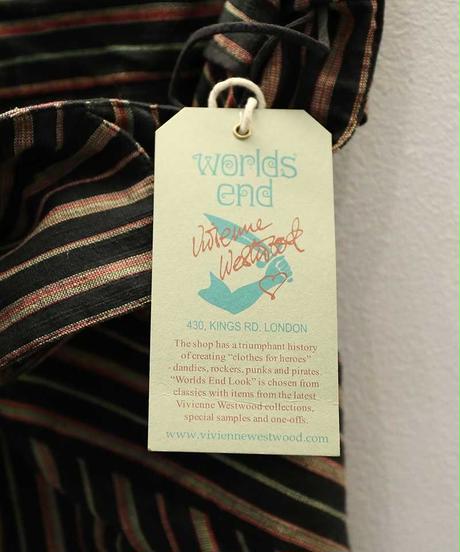 worlds
end
Vivienne
Westwood
430, KINGS RD. LONDON
The shop has a triumphant history
of creating “clothes for heroes”
- dandies, rockers, punks and pirates.
“Worlds End Look” is chosen from
classics with items from the latest
Vivienne Westwood collections,
special samples and one-offs.
www.viviennewestwood.com